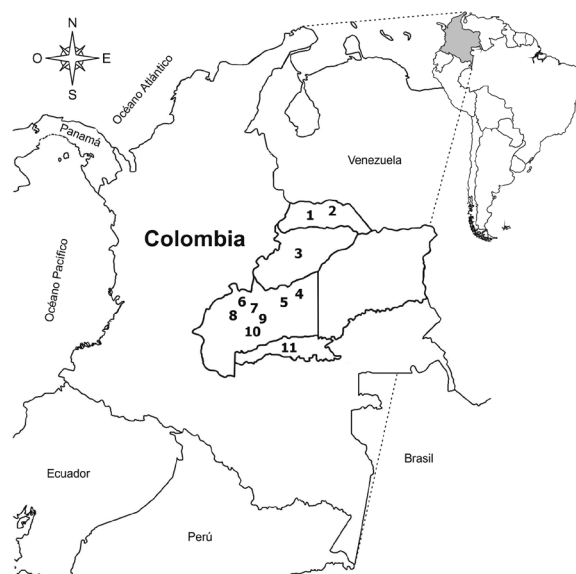 N
O E
S
Océano Atlántico
Panamá
Venezuela
1 2
Colombia
3
Océano Pacífico
4
5
6
7
8
9
10
11
Ecuador
Brasil
Perú